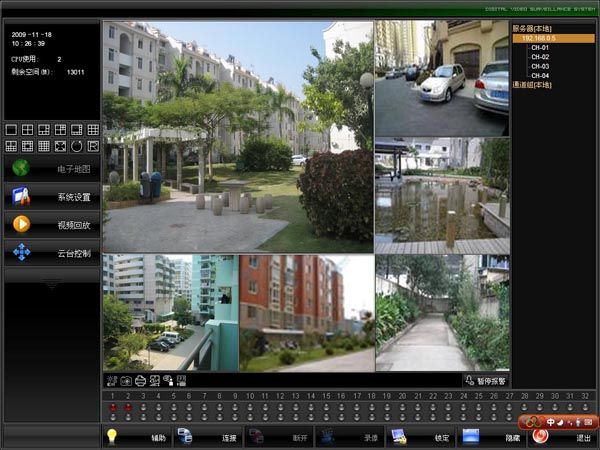 DIGITAL VIDEO SURVEILLANCE SYSTEM
2009 -11 -18
10 : 26 : 39
CPU使用: 2
剩余空间(M): 13011
电子地图
系统设置
视频回放
云台控制
服务器[本地]
192.168.0.5
CH-01
CH-02
CH-03
CH-04
通道组[本地]
暂停报警
1 2 3 4 5 6 7 8 9 10 11 12 13 14 15 16 17 18 19 20 21 22 23 24 25 26 27 28 29 30 31 32
辅助
连接
断开
录像
锁定
隐藏
退出
中